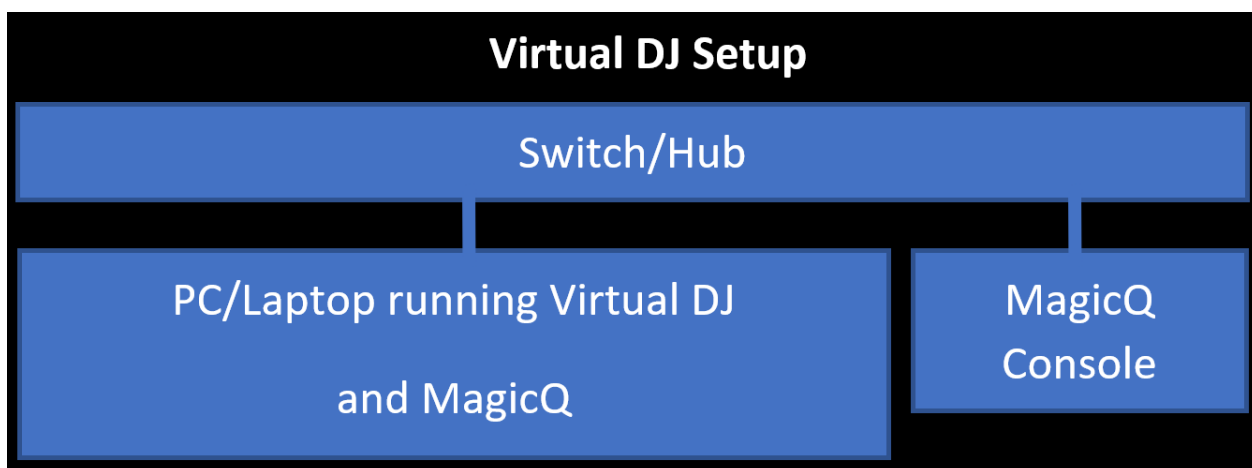 Virtual DJ Setup
Switch/Hub
PC/Laptop running Virtual DJ
and MagicQ
MagicQ
Console